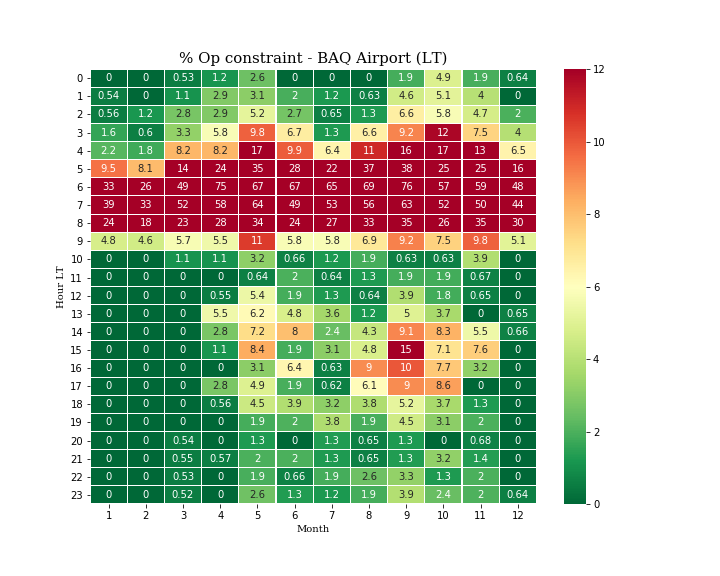 % Op constraint - BAQ Airport (LT)
0 0 0 0.53 1.2 2.6 0 0 0 1.9 4.9 1.9 0.64
1 0.54 0 1.1 2.9 3.1 2 1.2 0.63 4.6 5.1 4 0
2 0.56 1.2 2.8 2.9 5.2 2.7 0.65 1.3 6.6 5.8 4.7 2
3 1.6 0.6 3.3 5.8 9.8 6.7 1.3 6.6 9.2 12 7.5 4
4 2.2 1.8 8.2 8.2 17 9.9 6.4 11 16 17 13 6.5
5 9.5 8.1 14 24 35 28 22 37 38 25 25 16
6 33 26 49 75 67 67 65 69 76 57 59 48
7 39 33 52 58 64 49 53 56 63 52 50 44
8 24 18 23 28 34 24 27 33 35 26 35 30
9 4.8 4.6 5.7 5.5 11 5.8 5.8 6.9 9.2 7.5 9.8 5.1
10 0 0 1.1 1.1 3.2 0.66 1.2 1.9 0.63 0.63 3.9 0
11 0 0 0 0 0.64 2 0.64 1.3 1.9 1.9 0.67 0
12 0 0 0 0.55 5.4 1.9 1.3 0.64 3.9 1.8 0.65 0
13 0 0 0 5.5 6.2 4.8 3.6 1.2 5 3.7 0 0.65
14 0 0 0 2.8 7.2 8 2.4 4.3 9.1 8.3 5.5 0.66
15 0 0 0 1.1 8.4 1.9 3.1 4.8 15 7.1 7.6 0
16 0 0 0 0 3.1 6.4 0.63 9 10 7.7 3.2 0
17 0 0 0 2.8 4.9 1.9 0.62 6.1 9 8.6 0 0
18 0 0 0 0.56 4.5 3.9 3.2 3.8 5.2 3.7 1.3 0
19 0 0 0 0 1.9 2 3.8 1.9 4.5 3.1 2 0
20 0 0 0.54 0 1.3 0 1.3 0.65 1.3 0 0.68 0
21 0 0 0.55 0.57 2 2 1.3 0.65 1.3 3.2 1.4 0
22 0 0 0.53 0 1.9 0.66 1.9 2.6 3.3 1.3 2 0
23 0 0 0.52 0 2.6 1.3 1.2 1.9 3.9 2.4 2 0.64
1 2 3 4 5 6 7 8 9 10 11 12
Month
Hour LT
12
10
8
6
4
2
0